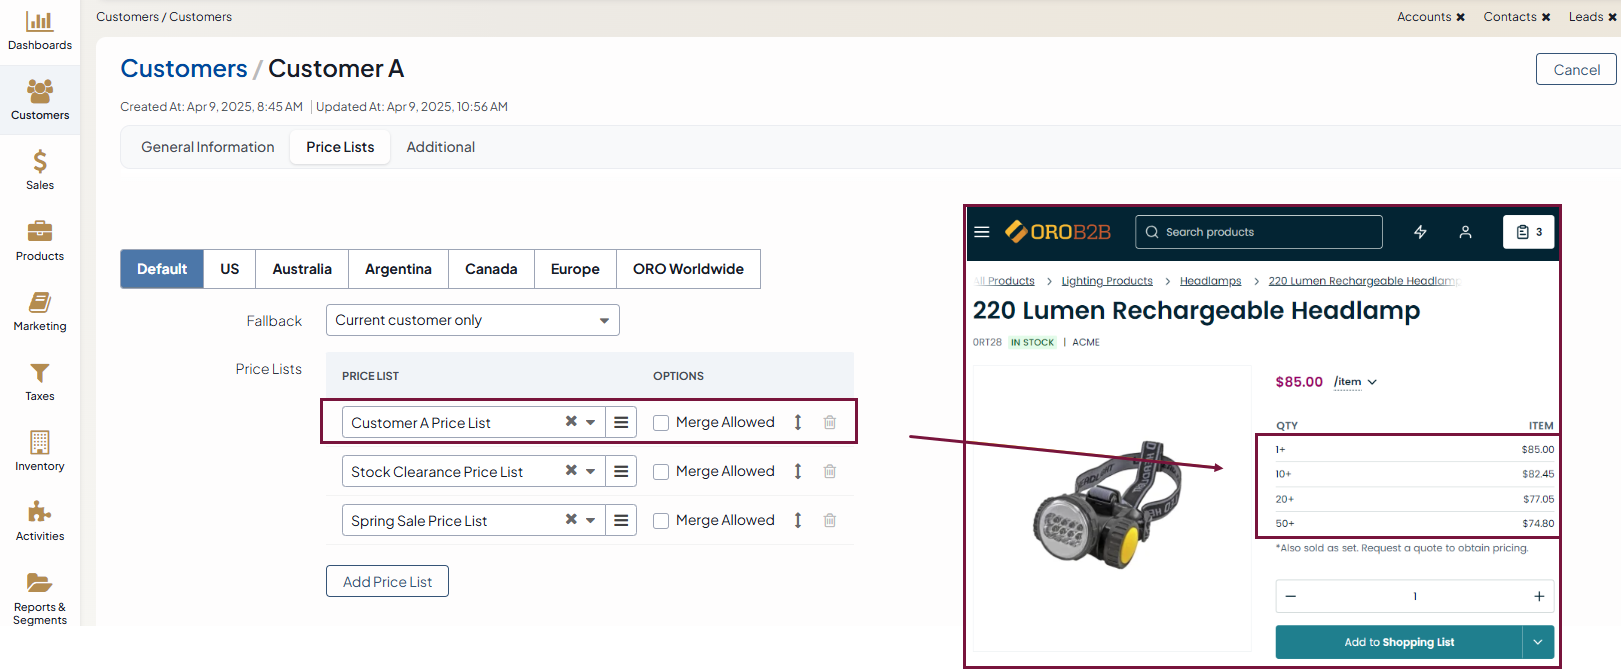 Dashboards
Customers
Sales
Products
Marketing
Taxes
Inventory
Activities
Reports &
Segments
Customers / Customers
Accounts ✖ Contacts ✖ Leads ✖
Customers / Customer A
Cancel
Created At: Apr 9, 2025, 8:45 AM | Updated At: Apr 9, 2025, 10:56 AM
General Information Price Lists Additional
Default US Australia Argentina Canada Europe ORO Worldwide
Fallback Current customer only
Price Lists
PRICE LIST OPTIONS
Customer A Price List Merge Allowed
Stock Clearance Price List Merge Allowed
Spring Sale Price List Merge Allowed
Add Price List
OROB2B
Search products
3
All Products > Lighting Products > Headlamps > 220 Lumen Rechargeable Headlamp
220 Lumen Rechargeable Headlamp
0RT28 IN STOCK | ACME
$85.00 /item
QTY ITEM
1+ $85.00
10+ $82.45
20+ $77.05
50+ $74.80
*Also sold as set. Request a quote to obtain pricing.
− 1 +
Add to Shopping List